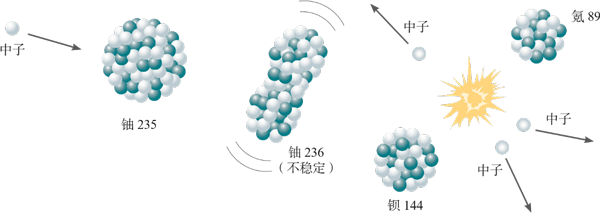 中子
铀 235
铀 236
（不稳定）
中子
氪 89
钡 144
中子
中子